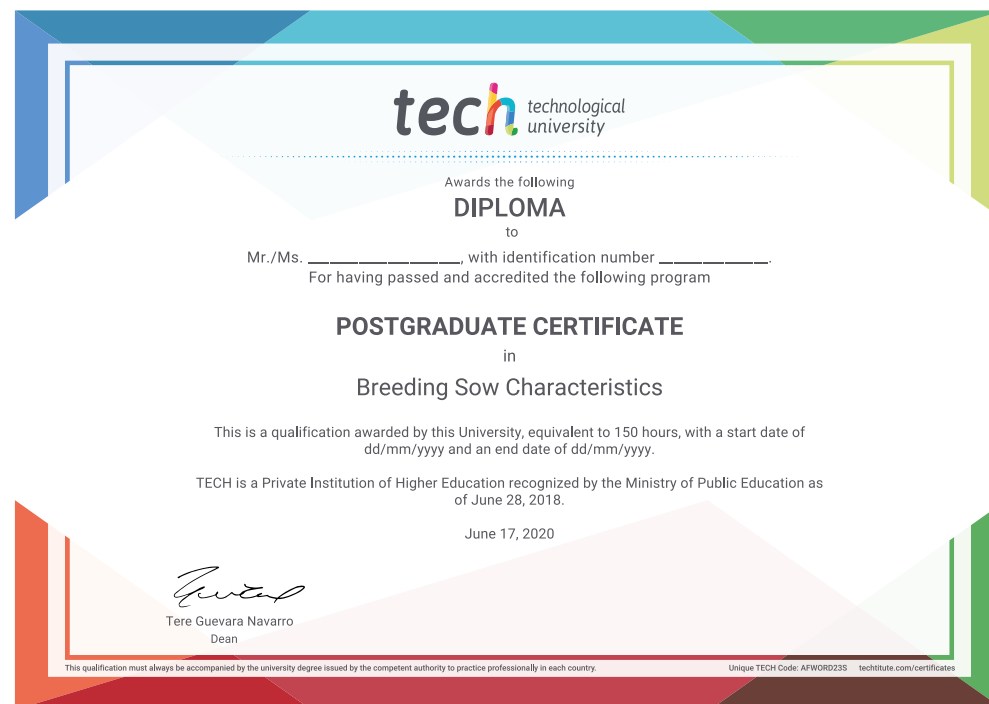 tech technological
university
Awards the following
DIPLOMA
to
Mr./Ms. ____________________, with identification number ______________.
For having passed and accredited the following program
POSTGRADUATE CERTIFICATE
in
Breeding Sow Characteristics
This is a qualification awarded by this University, equivalent to 150 hours, with a start date of
dd/mm/yyyy and an end date of dd/mm/yyyy.
TECH is a Private Institution of Higher Education recognized by the Ministry of Public Education as
of June 28, 2018.
June 17, 2020
Tere Guevara Navarro
Dean
This qualification must always be accompanied by the university degree issued by the competent authority to practice professionally in each country.
Unique TECH Code: AFWORD23S techtitute.com/certificates